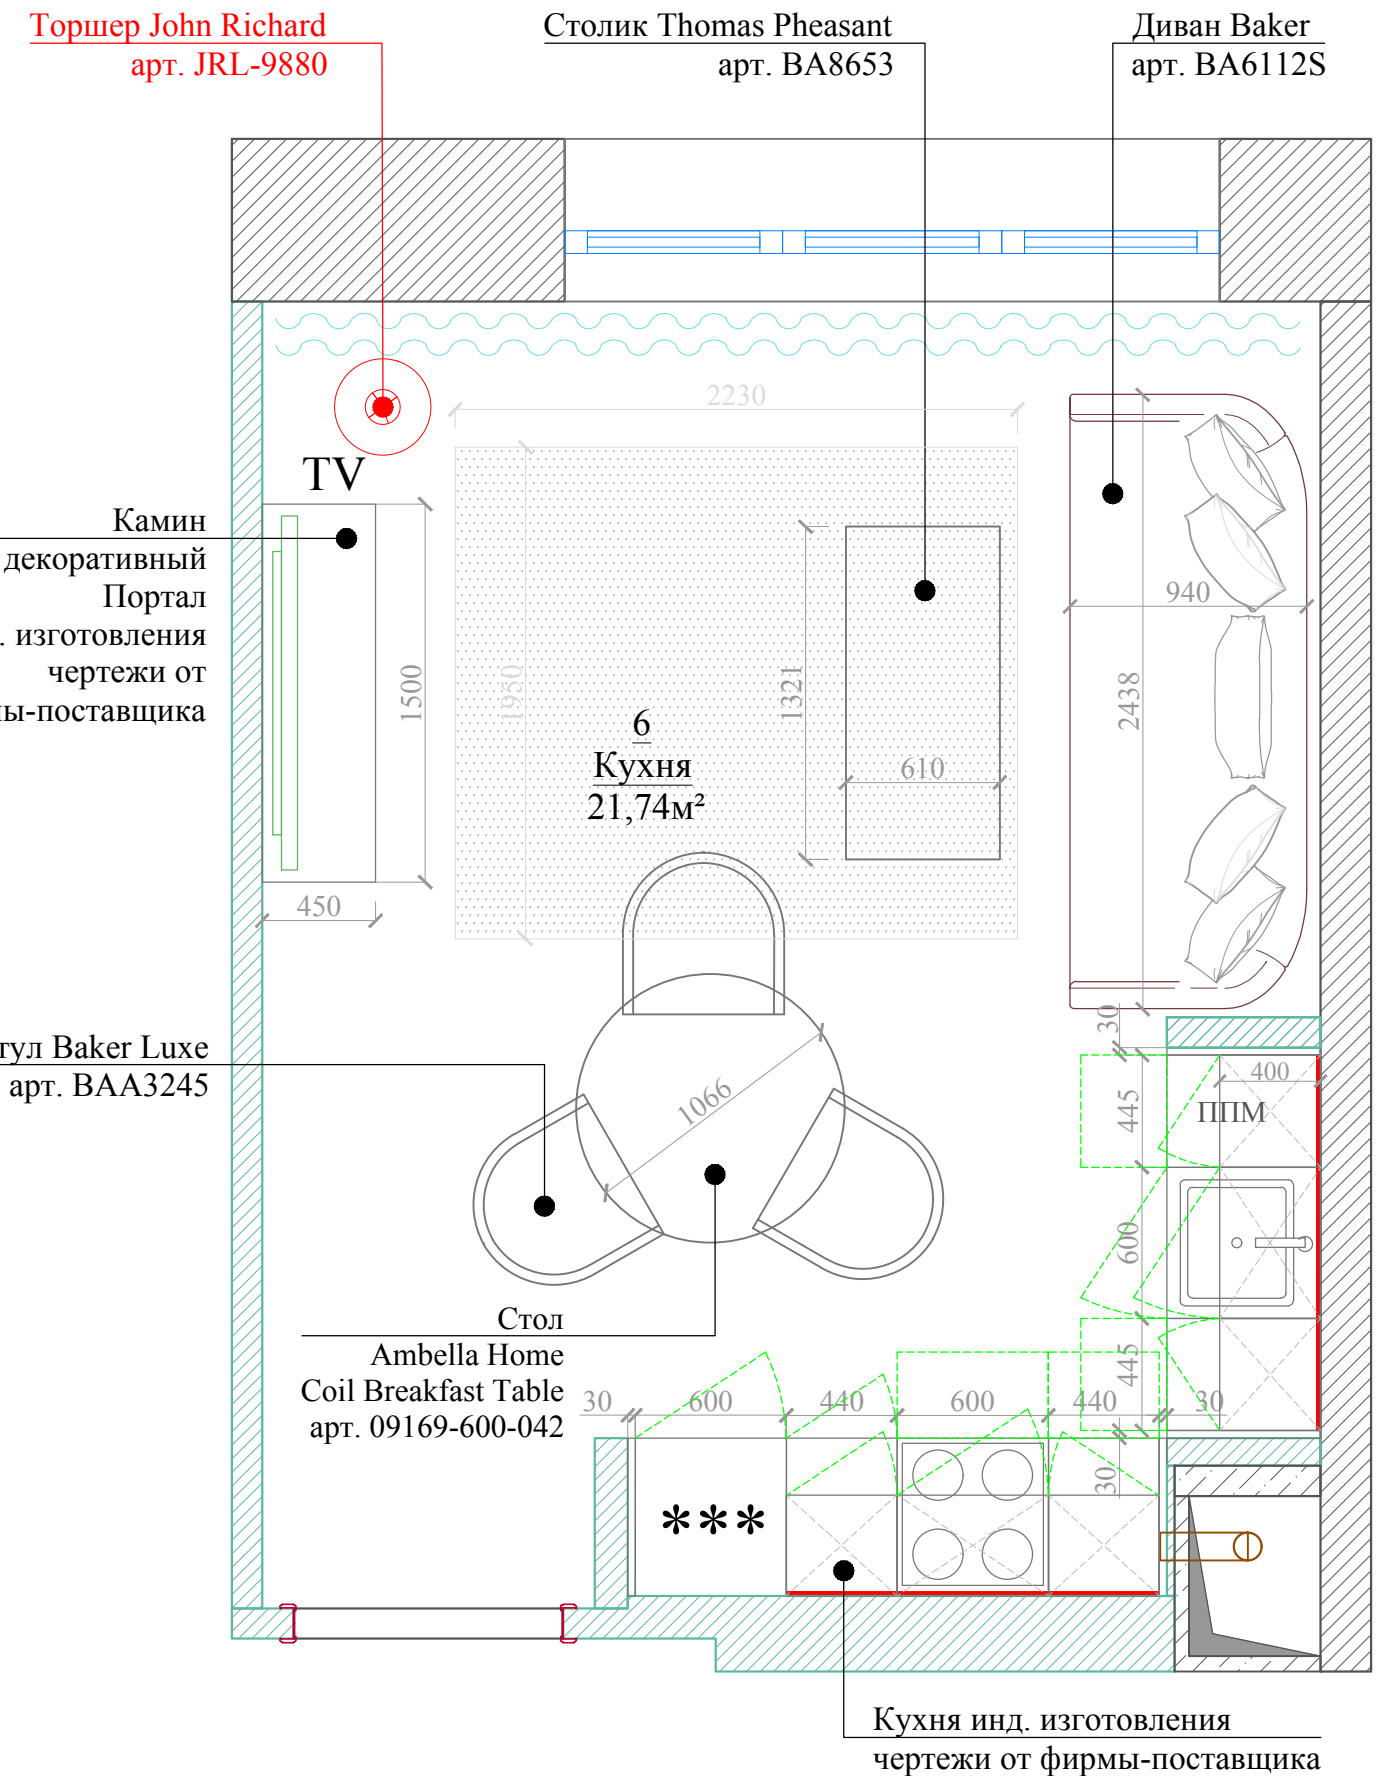 Торшер John Richard
арт. JRL-9880
Столик Thomas Pheasant
арт. BA8653
Диван Baker
арт. BA6112S
2230
TV
Камин
декоративный
Портал
. изготовления
чертежи от
ы-поставщика
1500
1950
1321
940
2438
610
6
Кухня
21,74м²
450
тул Baker Luxe
арт. BAA3245
1066
30
445
400
ППМ
600
445
Стол
Ambella Home
Coil Breakfast Table
арт. 09169-600-042
30
600
440
600
440
30
30
***
Кухня инд. изготовления
чертежи от фирмы-поставщика